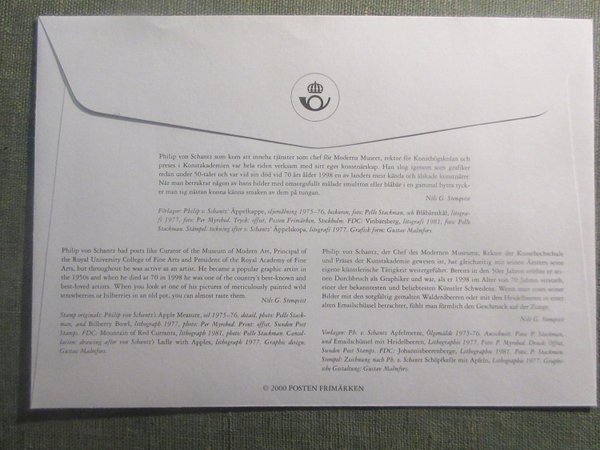 Philip von Schantz som kom att inneha tjänster som chef för Moderna Museet, rektor för Konsthögskolan och
preses i Konstakademien var hela tiden verksam med sitt eget konstnärskap. Han slog igenom som grafiker
redan under 50-talet och var vid sin död vid 70 års ålder 1998 en av landets mest kända och älskade konstnärer.
När man betraktar någon av hans bilder med omsorgsfullt målade smultron eller blåbär i en gammal bytta tyck-
er man sig nästan kunna känna smaken av dem på tungan.
Nils G. Stenqvist
Förlagor: Philip v. Schantz' Äppelkappe, oljemålning 1975–76, beskuren, foto: Pelle Stackman, och Blåbärsskål, litogra-
fi 1977, foto: Per Myrehed. Tryck: offset, Posten Frimärken, Stockholm. FDC: Vinbärsberg, litografi 1981, foto: Pelle
Stackman. Stämpel: teckning efter v. Schantz' Äppelskopa, litografi 1977. Grafisk form: Gustav Malmfors.
Philip von Schantz had posts like Curator of the Museum of Modern Art, Principal of
the Royal University College of Fine Arts and President of the Royal Academy of Fine
Arts, but throughout he was active as an artist. He became a popular graphic artist in
the 1950s and when he died at 70 in 1998 he was one of the country's best-known and
best-loved artists. When you look at one of his pictures of meticulously painted wild
strawberries or bilberries in an old pot, you can almost taste them.
Nils G. Stenqvist
Stamp originals: Philip von Schantz's Apple Measure, oil 1975–76, detail, photo: Pelle Stack-
man, and Bilberry Bowl, lithograph 1977, photo: Per Myrehed. Print: offset, Sweden Post
Stamps. FDC: Mountain of Red Currants, lithograph 1981, photo: Pelle Stackman. Cancel-
lation: drawing after von Schantz's Ladle with Apples, lithograph 1977. Graphic design:
Gustav Malmfors.
Philip von Schantz, der Chef des Modernen Museums, Rektor der Kunsthochschule
und Präses der Kunstakademie gewesen ist, hat gleichzeitig mit seinen Ämtern seine
eigene künstlerische Tätigkeit weitergeführt. Bereits in den 50er Jahren erlebte er sei-
nen Durchbruch als Graphiker und war, als er 1998 im Alter von 70 Jahren verstarb,
einer der bekanntesten und beliebtesten Künstler Schwedens. Wenn man eines seiner
Bilder mit den sorgfältig gemalten Walderdbeeren oder mit den Heidelbeeren in einer
alten Emailschüssel betrachtet, fühlt man förmlich den Geschmack auf der Zunge.
Nils G. Stenqvist
Vorlagen: Ph. v. Schantz Apfelmetze, Ölgemälde 1975–76, Ausschnitt, Foto: P. Stackman,
und Emailschüssel mit Heidelbeeren, Lithographie 1977, Foto: P. Myrehed. Druck: Offset,
Sweden Post Stamps. FDC: Johannisbeerenberge, Lithographie 1981, Foto: P. Stackman.
Stempel: Zeichnung nach Ph. v. Schantz Schöpfkelle mit Äpfeln, Lithographie 1977. Graphi-
sche Gestaltung: Gustav Malmfors.
© 2000 POSTEN FRIMÄRKEN